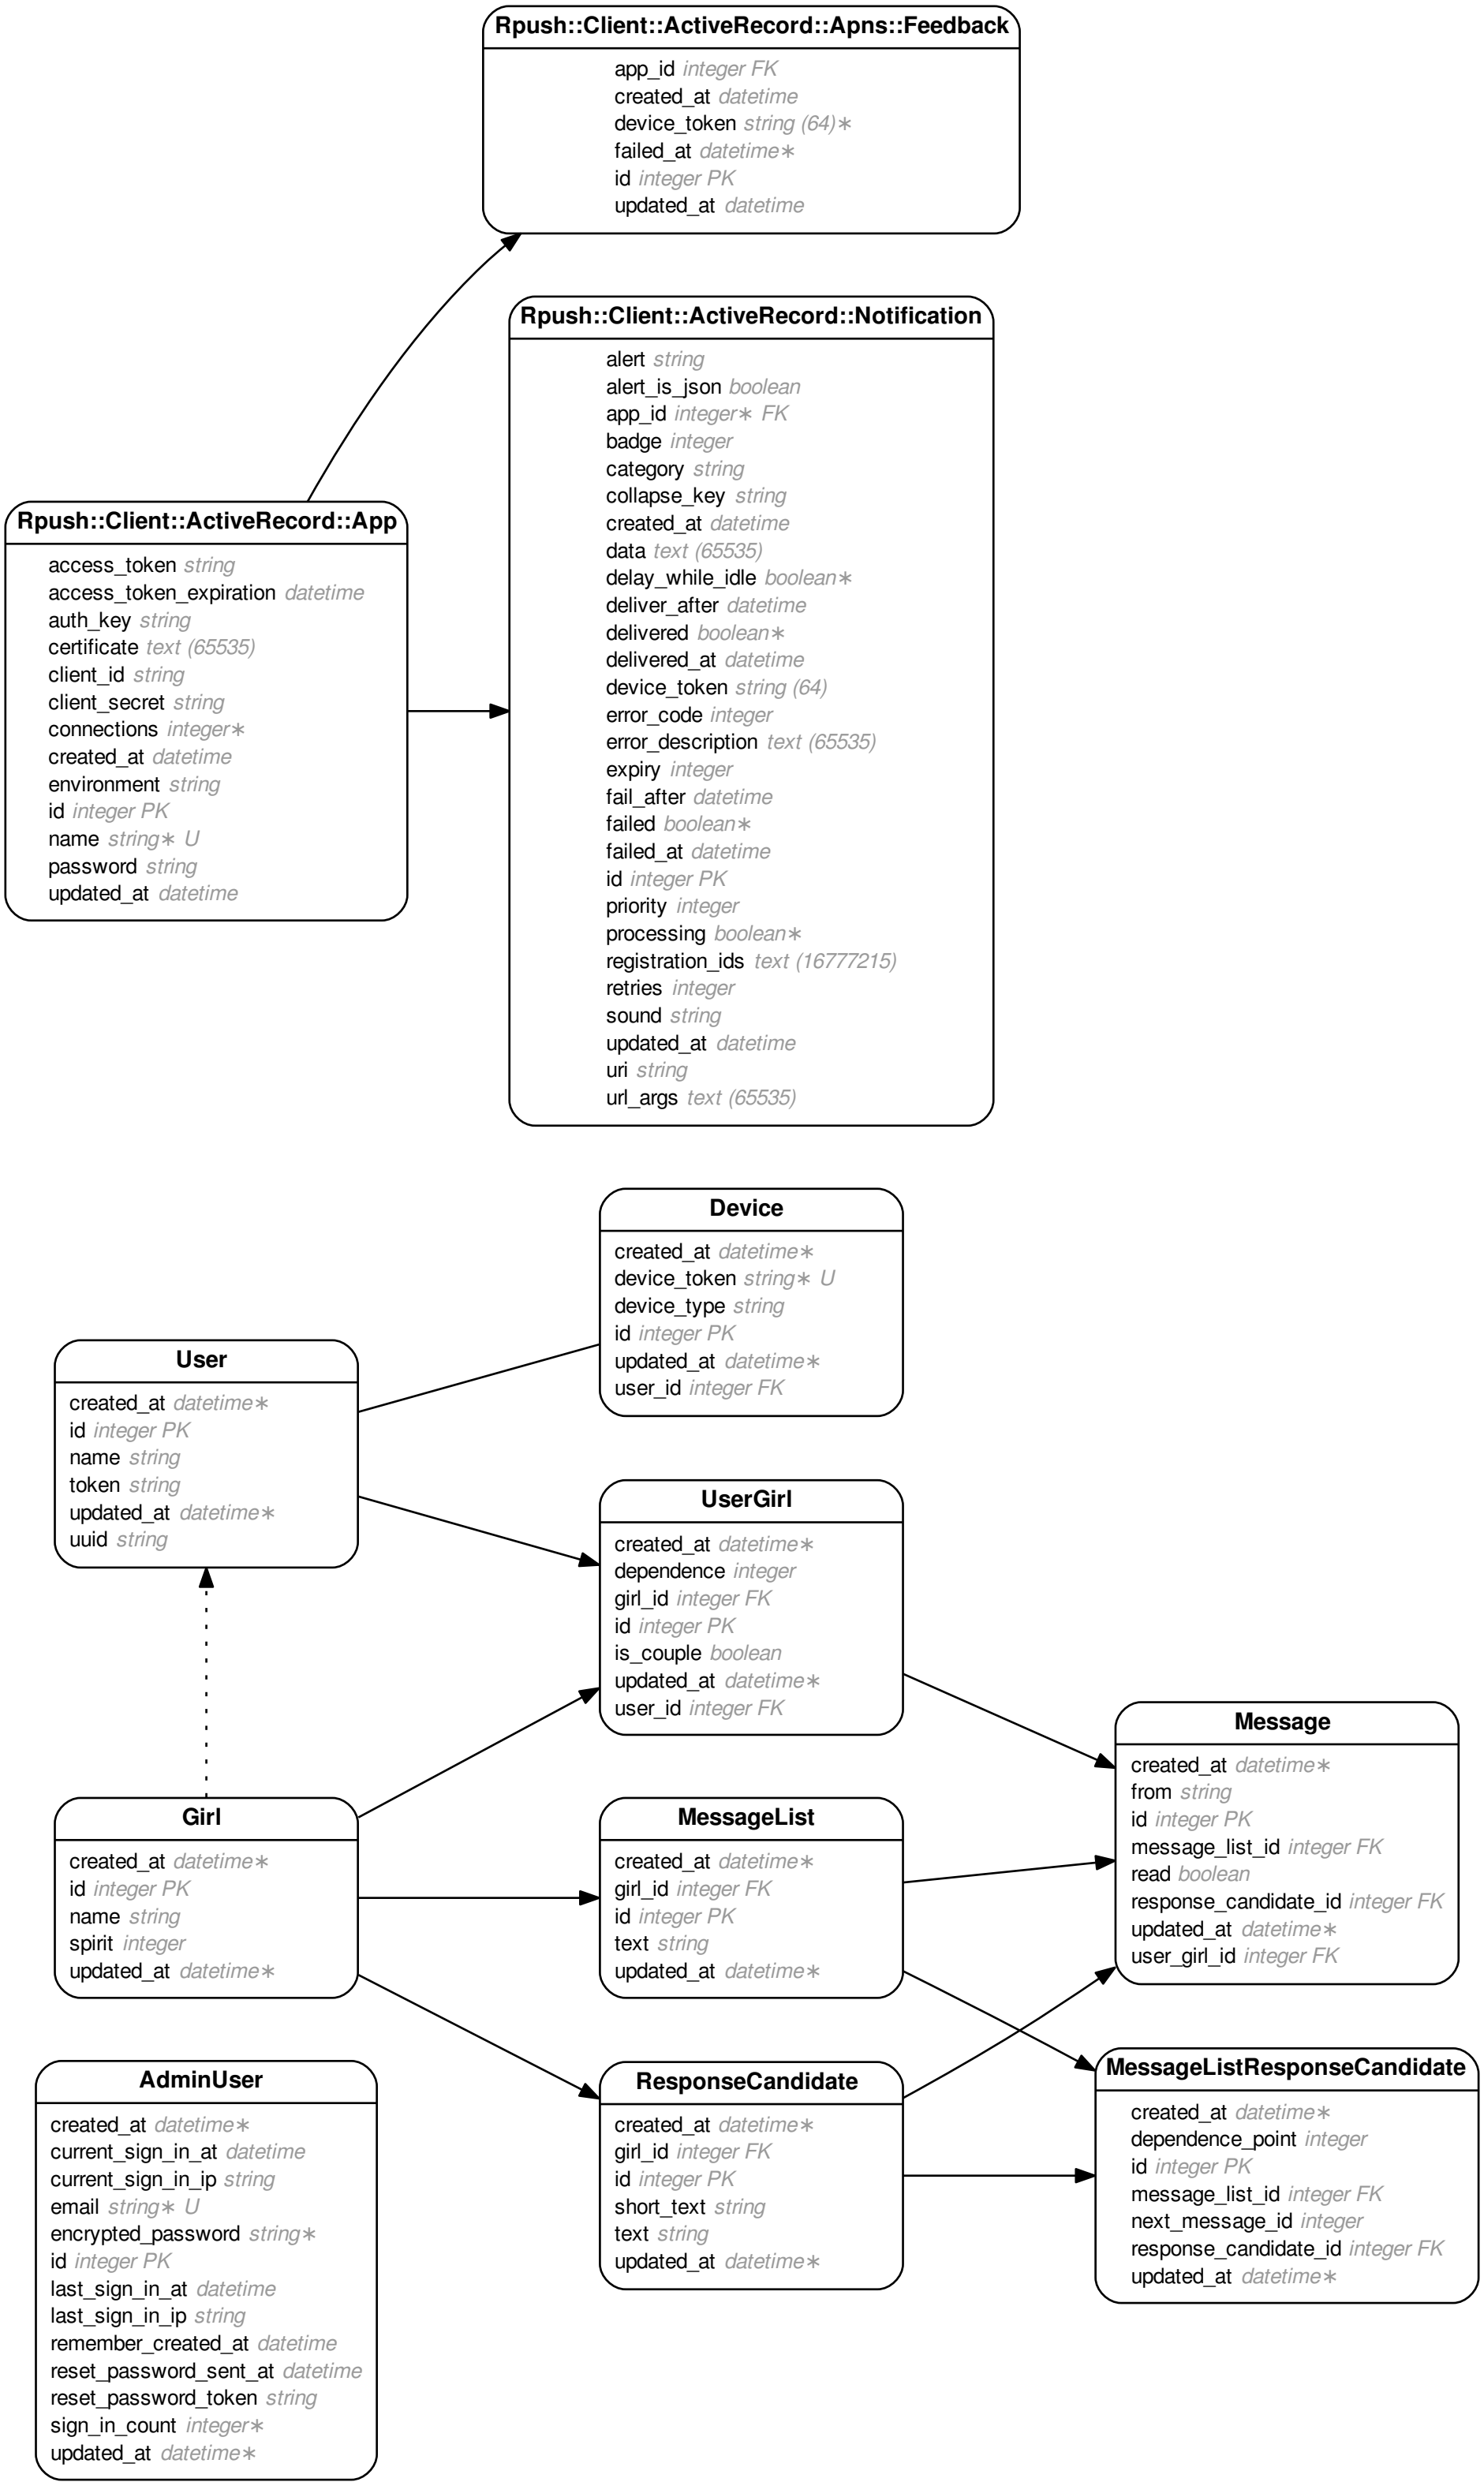 Rpush::Client::ActiveRecord::Apns::Feedback
app_id integer FK
created_at datetime
device_token string (64)∗
failed_at datetime∗
id integer PK
updated_at datetime
Rpush::Client::ActiveRecord::Notification
alert string
alert_is_json boolean
app_id integer∗ FK
badge integer
category string
collapse_key string
created_at datetime
data text (65535)
delay_while_idle boolean∗
deliver_after datetime
delivered boolean∗
delivered_at datetime
device_token string (64)
error_code integer
error_description text (65535)
expiry integer
fail_after datetime
failed boolean∗
failed_at datetime
id integer PK
priority integer
processing boolean∗
registration_ids text (16777215)
retries integer
sound string
updated_at datetime
uri string
url_args text (65535)
Rpush::Client::ActiveRecord::App
access_token string
access_token_expiration datetime
auth_key string
certificate text (65535)
client_id string
client_secret string
connections integer∗
created_at datetime
environment string
id integer PK
name string∗ U
password string
updated_at datetime
Device
created_at datetime∗
device_token string∗ U
device_type string
id integer PK
updated_at datetime∗
user_id integer FK
User
created_at datetime∗
id integer PK
name string
token string
updated_at datetime∗
uuid string
UserGirl
created_at datetime∗
dependence integer
girl_id integer FK
id integer PK
is_couple boolean
updated_at datetime∗
user_id integer FK
Message
created_at datetime∗
from string
id integer PK
message_list_id integer FK
read boolean
response_candidate_id integer FK
updated_at datetime∗
user_girl_id integer FK
Girl
created_at datetime∗
id integer PK
name string
spirit integer
updated_at datetime∗
MessageList
created_at datetime∗
girl_id integer FK
id integer PK
text string
updated_at datetime∗
AdminUser
created_at datetime∗
current_sign_in_at datetime
current_sign_in_ip string
email string∗ U
encrypted_password string∗
id integer PK
last_sign_in_at datetime
last_sign_in_ip string
remember_created_at datetime
reset_password_sent_at datetime
reset_password_token string
sign_in_count integer∗
updated_at datetime∗
ResponseCandidate
created_at datetime∗
girl_id integer FK
id integer PK
short_text string
text string
updated_at datetime∗
MessageListResponseCandidate
created_at datetime∗
dependence_point integer
id integer PK
message_list_id integer FK
next_message_id integer
response_candidate_id integer FK
updated_at datetime∗